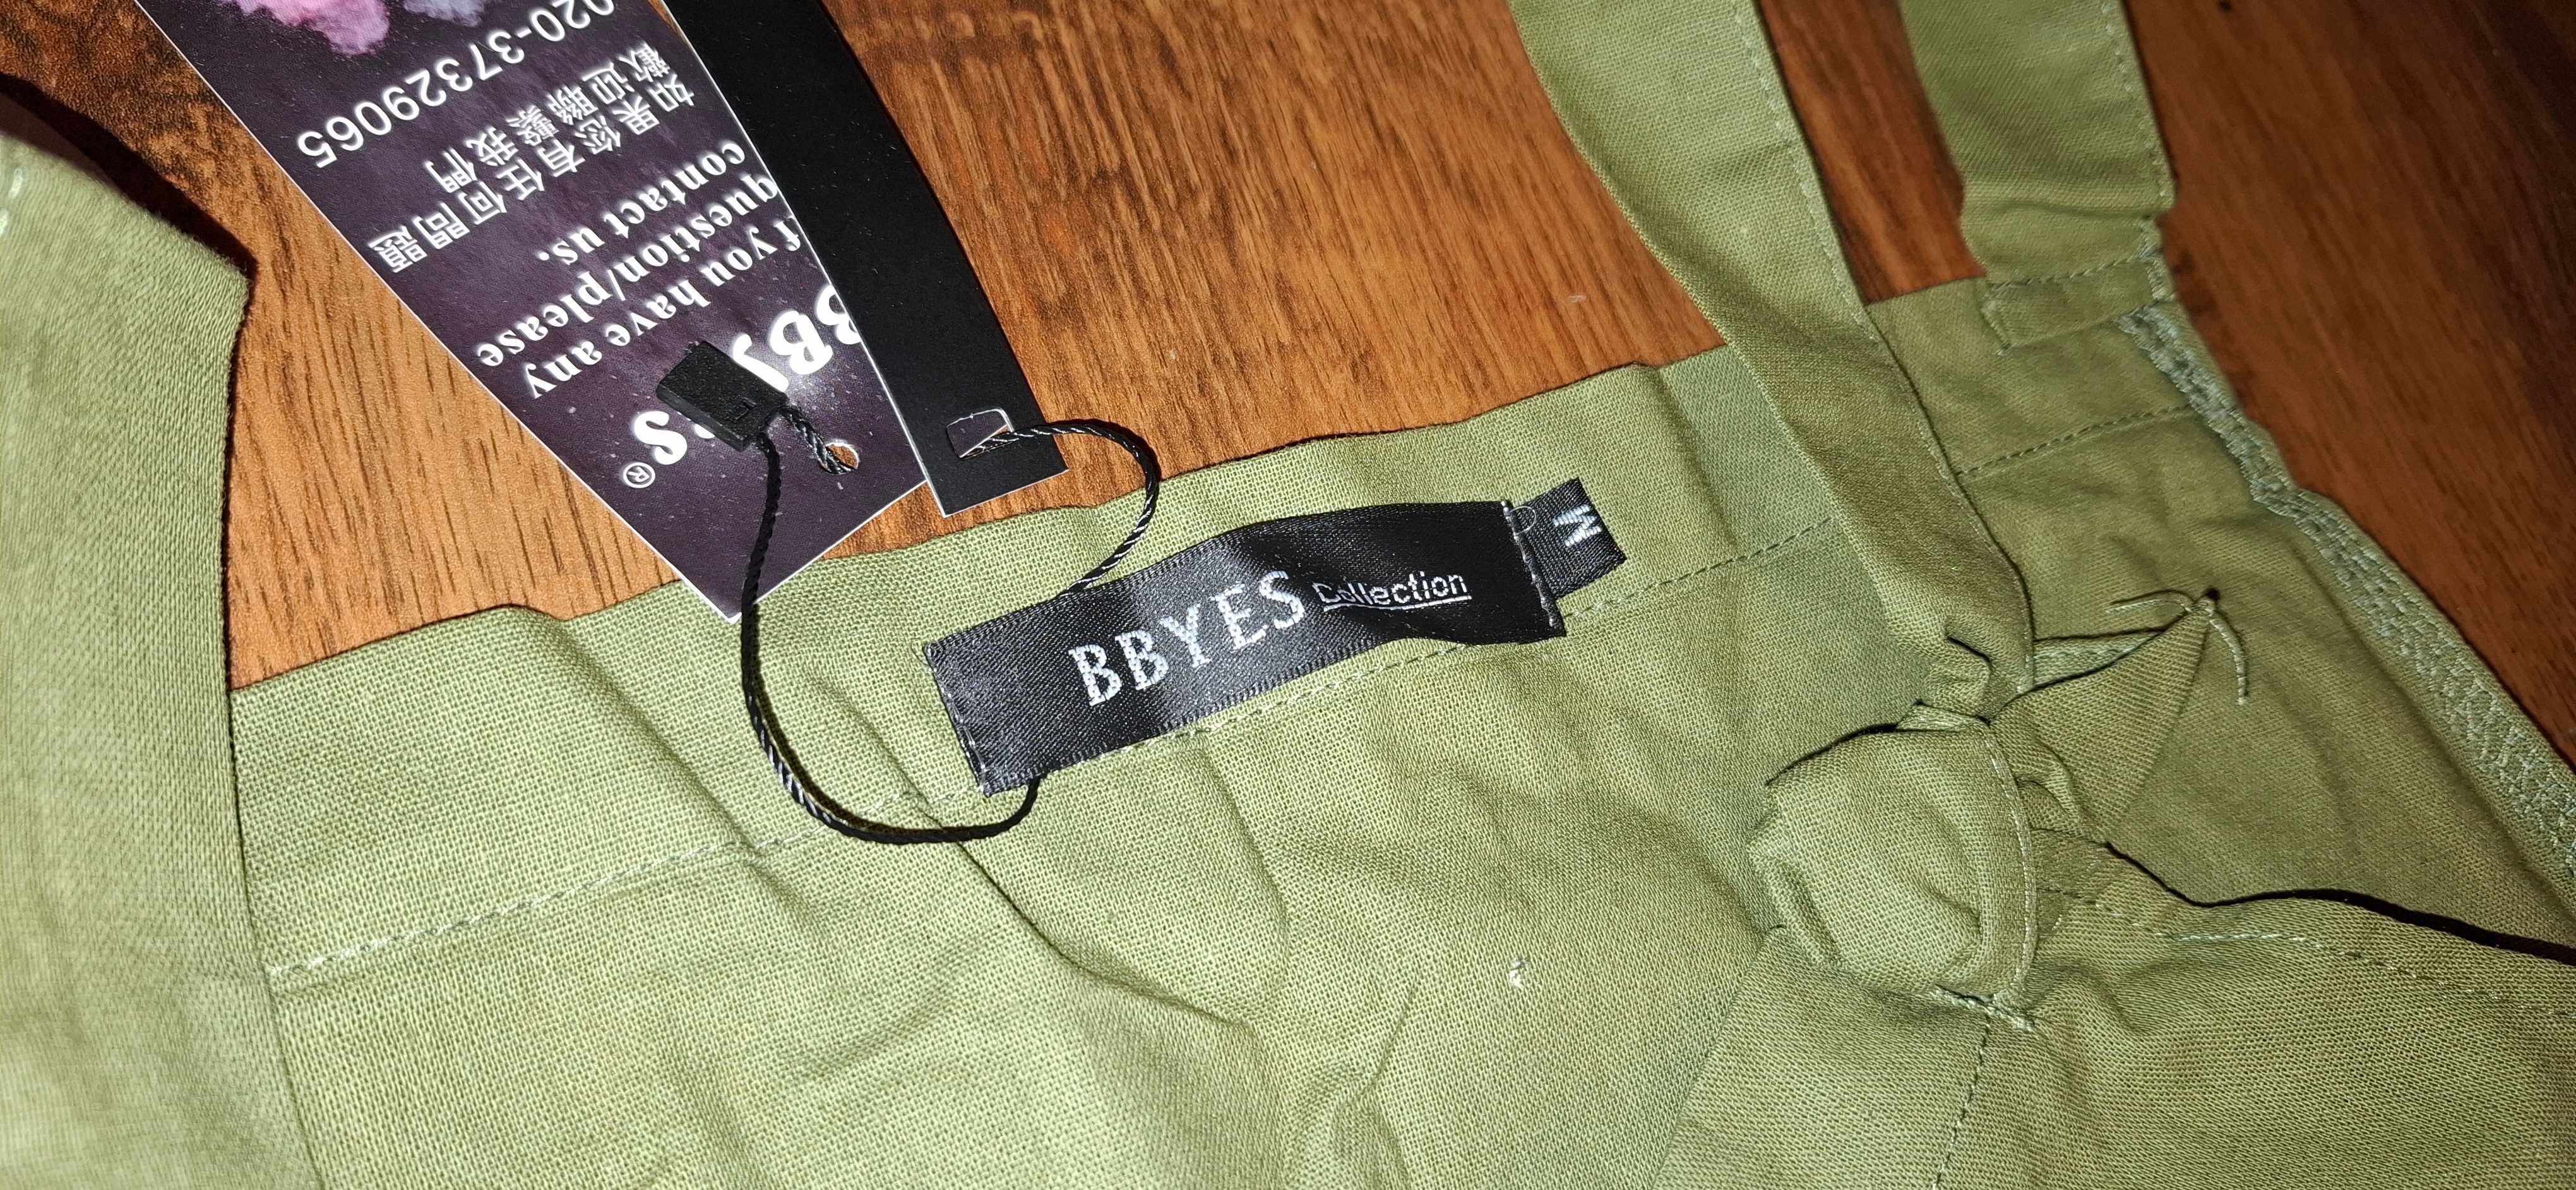 BByes®
If you have any
question/please
contact us.
如果您有任何問題
歡迎聯繫我們
020-37329065
BBYES Collection
M